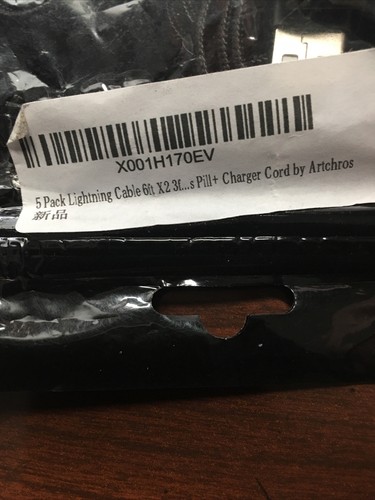 X001H170EV
5 Pack Lightning Cable 6ft X2 3f...s Pill+ Charger Cord by Artchros
新品